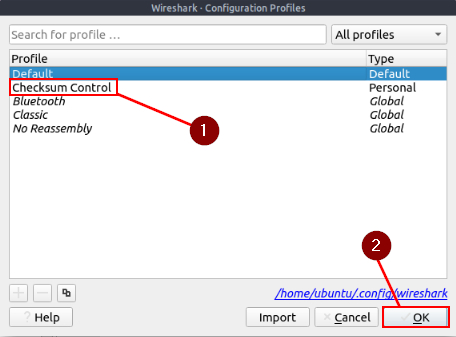 Wireshark · Configuration Profiles
Search for profile ...
All profiles
Profile Type
Default Default
Checksum Control Personal
Bluetooth Global
Classic Global
No Reassembly Global
1
2
/home/ubuntu/.config/wireshark
? Help Import Cancel OK